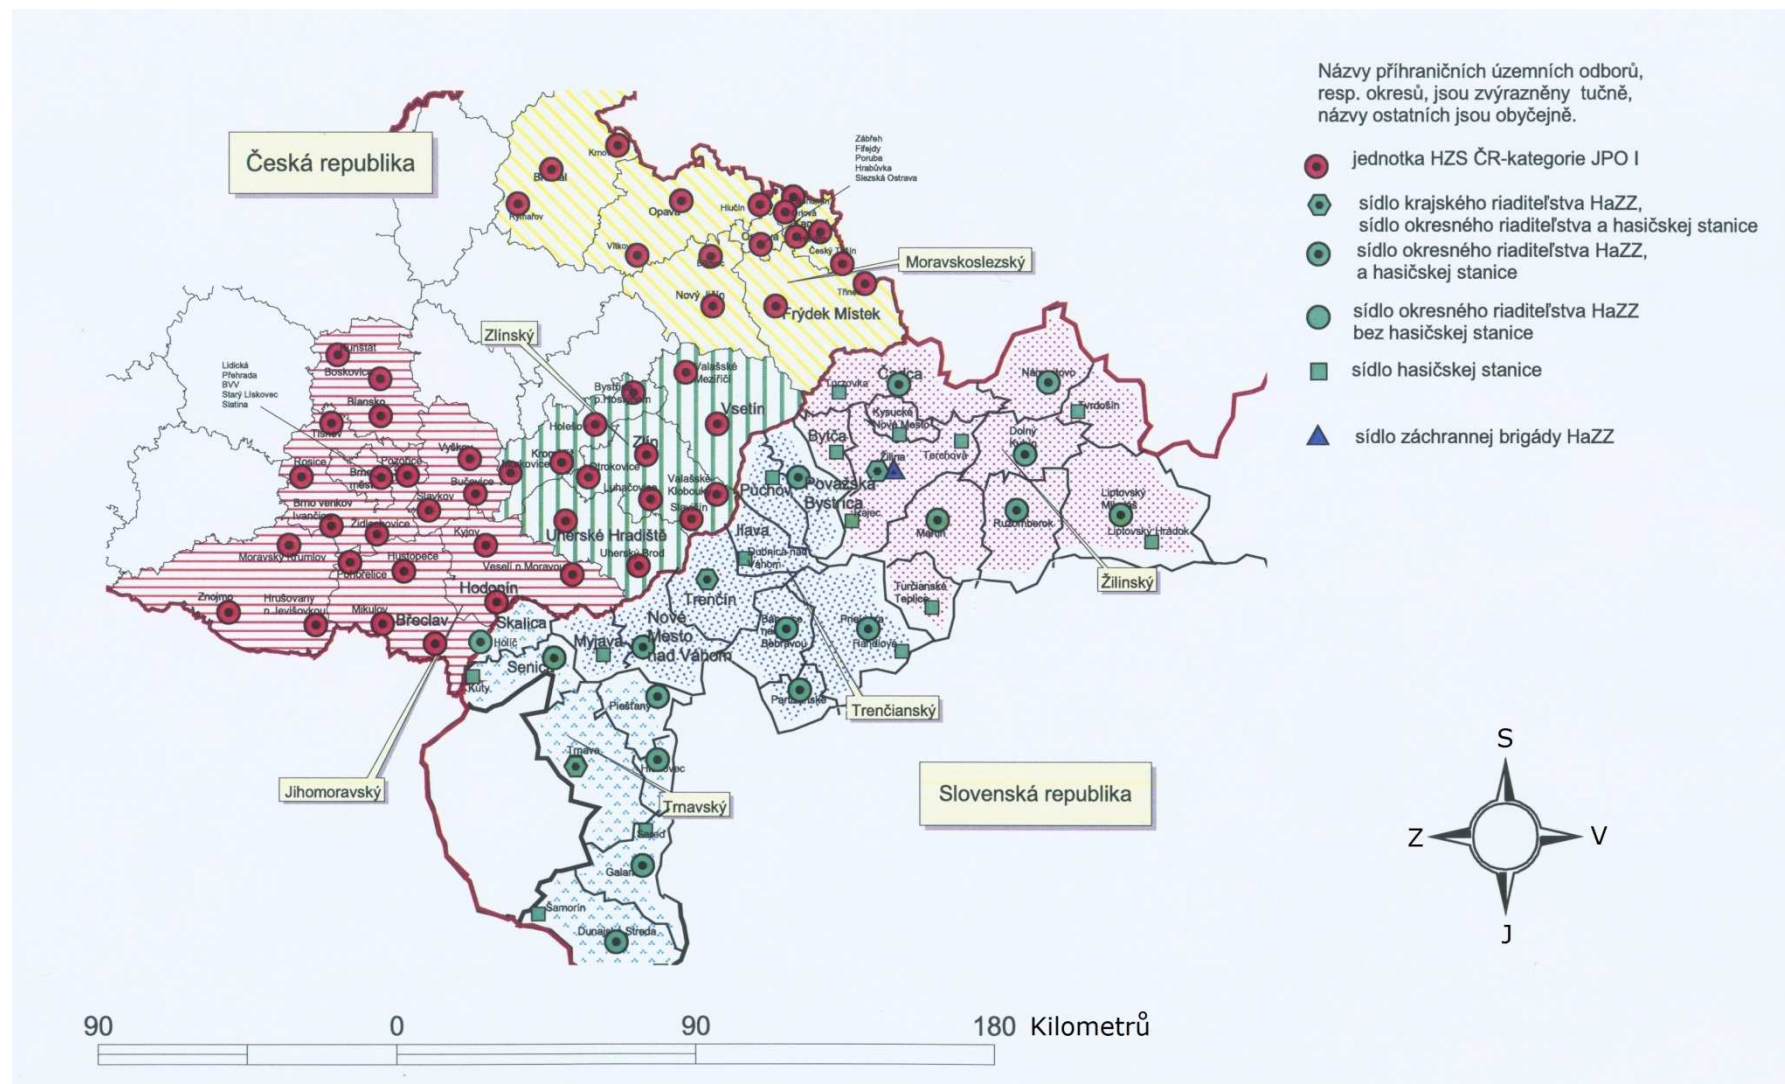 Názvy příhraničních územních odborů,
resp. okresů, jsou zvýrazněny tučně,
názvy ostatních jsou obyčejně.
jednotka HZS ČR-kategorie JPO I
sídlo krajského riaditeľstva HaZZ,
sídlo okresného riaditeľstva a hasičskej stanice
sídlo okresného riaditeľstva HaZZ,
a hasičskej stanice
sídlo okresného riaditeľstva HaZZ
bez hasičskej stanice
sídlo hasičskej stanice
sídlo záchrannej brigády HaZZ
Česká republika
Zábřeh
Fifejdy
Poruba
Hrabůvka
Slezská Ostrava
Rýmařov
Opava
Hlučín
Vítkov
Český Těšín
Moravskoslezský
Nový Jičín
Frýdek Místek
Zlínský
Lidická
Přehrada
BVV
Starý Lískovec
Slatina
Kunštát
Boskovice
Blansko
Tišnov
Vyškov
Rosice
Pozořice
Bučovice
Slavkov
Brno venkov
Ivančice
Židlochovice
Kyjov
Moravský Krumlov
Pohořelice
Hustopeče
Veselí n Moravou
Znojmo
Hrušovany
n Jevišovkou
Mikulov
Břeclav
Hodonín
Valašské
Meziříčí
Bystřice
p.Hostýnem
Holešov
Vsetín
Zlín
Otrokovice
Luhačovice
Valašské
Klobouky
Slavičín
Uherské Hradiště
Uherský Brod
Turzovka
Čadca
Kysucké
Nové Mesto
Bytča
Žilina
Terchová
Tvrdošín
Dolný
Kubín
Púchov
Považská
Bystrica
Rajec
Martin
Ružomberok
Liptovský
Mikuláš
Liptovský Hrádok
Ilava
Dubnica nad
Váhom
Trenčín
Turčianske
Teplice
Žilinský
Skalica
Holíč
Senica
Kúty
Myjava
Nové
Mesto
nad Váhom
Handlová
Partizánske
Trenčianský
Piešťany
Trnava
Hlohovec
Trnavský
Sereď
Galanta
Šamorín
Dunajská Streda
Jihomoravský
Slovenská republika
S
Z
V
J
90
0
90
180
Kilometrů